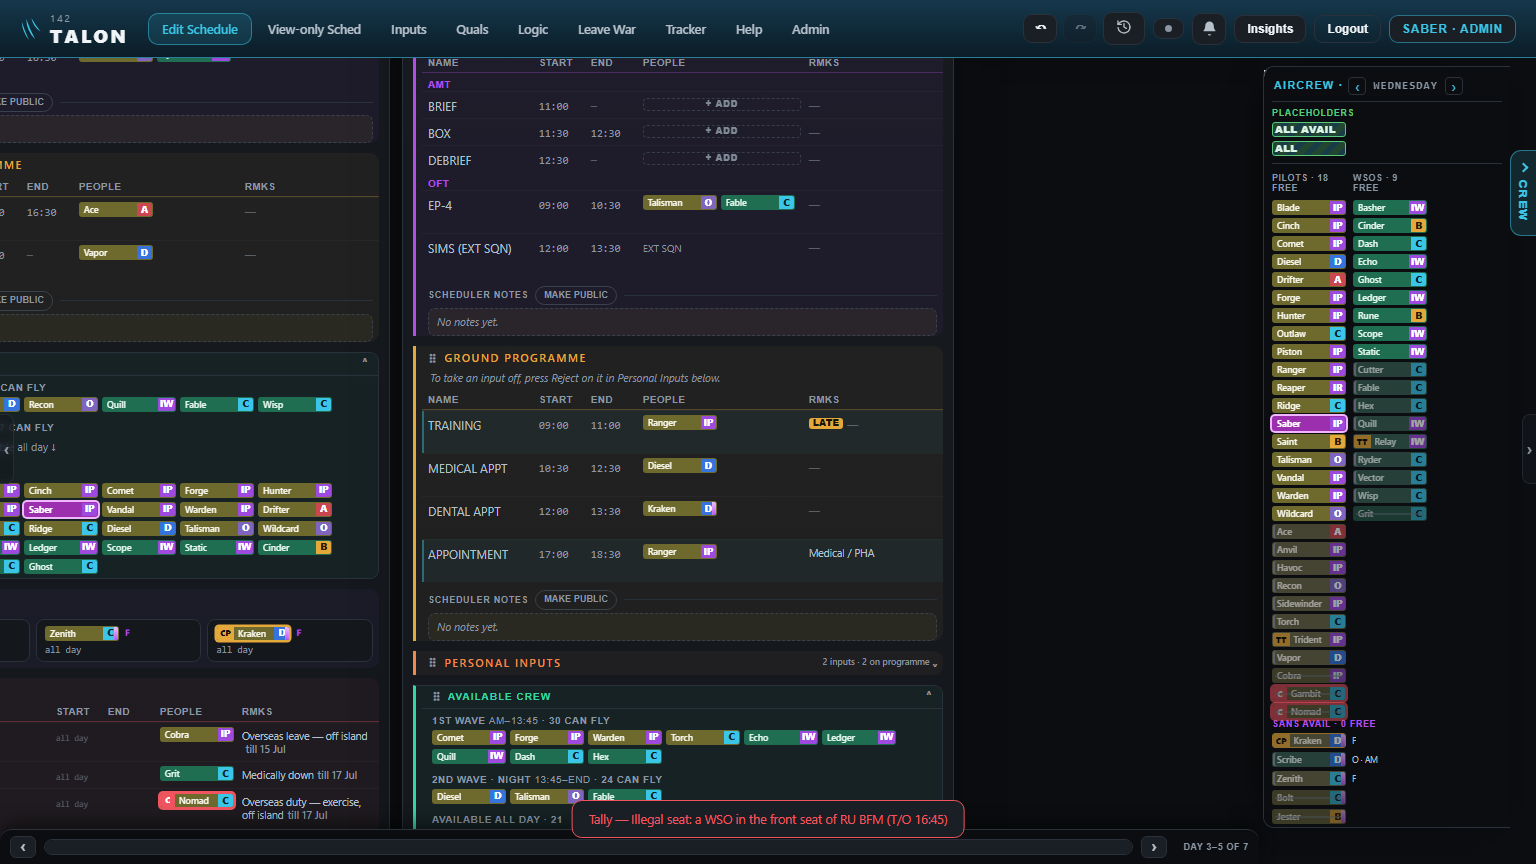 142
TALON
Edit Schedule
View-only Sched
Inputs
Quals
Logic
Leave War
Tracker
Help
Admin
Insights
Logout
SABER · ADMIN
KE PUBLIC
MME
RT END PEOPLE RMKS
0 16:30 Ace A —
0 — Vapor D —
KE PUBLIC
CAN FLY
D Recon O Quill IW Fable C Wisp C
CAN FLY
all day ↓
IP Cinch IP Comet IP Forge IP Hunter IP
IP Saber IP Vandal IP Warden IP Drifter A
C Ridge C Diesel D Talisman O Wildcard O
IW Ledger IW Scope IW Static IW Cinder B
C Ghost C
Zenith C F
all day
CP Kraken D F
all day
START END PEOPLE RMKS
all day Cobra IP Overseas leave — off island
till 15 Jul
all day Grit C Medically down till 17 Jul
all day C Nomad C Overseas duty — exercise,
off island till 17 Jul
NAME START END PEOPLE RMKS
AMT
BRIEF 11:00 — + ADD —
BOX 11:30 12:30 + ADD —
DEBRIEF 12:30 — + ADD —
OFT
EP-4 09:00 10:30 Talisman O Fable C —
SIMS (EXT SQN) 12:00 13:30 EXT SQN —
SCHEDULER NOTES MAKE PUBLIC
No notes yet.
GROUND PROGRAMME
To take an input off, press Reject on it in Personal Inputs below.
NAME START END PEOPLE RMKS
TRAINING 09:00 11:00 Ranger IP LATE —
MEDICAL APPT 10:30 12:30 Diesel D —
DENTAL APPT 12:00 13:30 Kraken D —
APPOINTMENT 17:00 18:30 Ranger IP Medical / PHA
SCHEDULER NOTES MAKE PUBLIC
No notes yet.
PERSONAL INPUTS 2 inputs · 2 on programme
AVAILABLE CREW
1ST WAVE AM–13:45 · 30 CAN FLY
Comet IP Forge IP Warden IP Torch C Echo IW Ledger IW
Quill IW Dash C Hex C
2ND WAVE · NIGHT 13:45–END · 24 CAN FLY
Diesel D Talisman O Fable C
AVAILABLE ALL DAY · 21
Tally — Illegal seat: a WSO in the front seat of RU BFM (T/O 16:45)
DAY 3–5 OF 7
AIRCREW · ‹ WEDNESDAY ›
PLACEHOLDERS
ALL AVAIL
ALL
PILOTS · 18
FREE
WSOS · 9
FREE
Blade IP Basher IW
Cinch IP Cinder B
Comet IP Dash C
Diesel D Echo IW
Drifter A Ghost C
Forge IP Ledger IW
Hunter IP Rune B
Outlaw C Scope IW
Piston IP Static IW
Ranger IP Cutter C
Reaper IR Fable C
Ridge C Hex C
Saber IP Quill IW
Saint B TT Relay IW
Talisman O Ryder C
Vandal IP Vector C
Warden IP Wisp C
Wildcard O Grit C
Ace A
Anvil IP
Havoc IP
Recon O
Sidewinder IP
Torch C
TT Trident IP
Vapor D
Cobra IP
C Gambit C
C Nomad C
SANS AVAIL · 0 FREE
CP Kraken D F
Scribe D O · AM
Zenith C F
Bolt C
Jester B
CREW